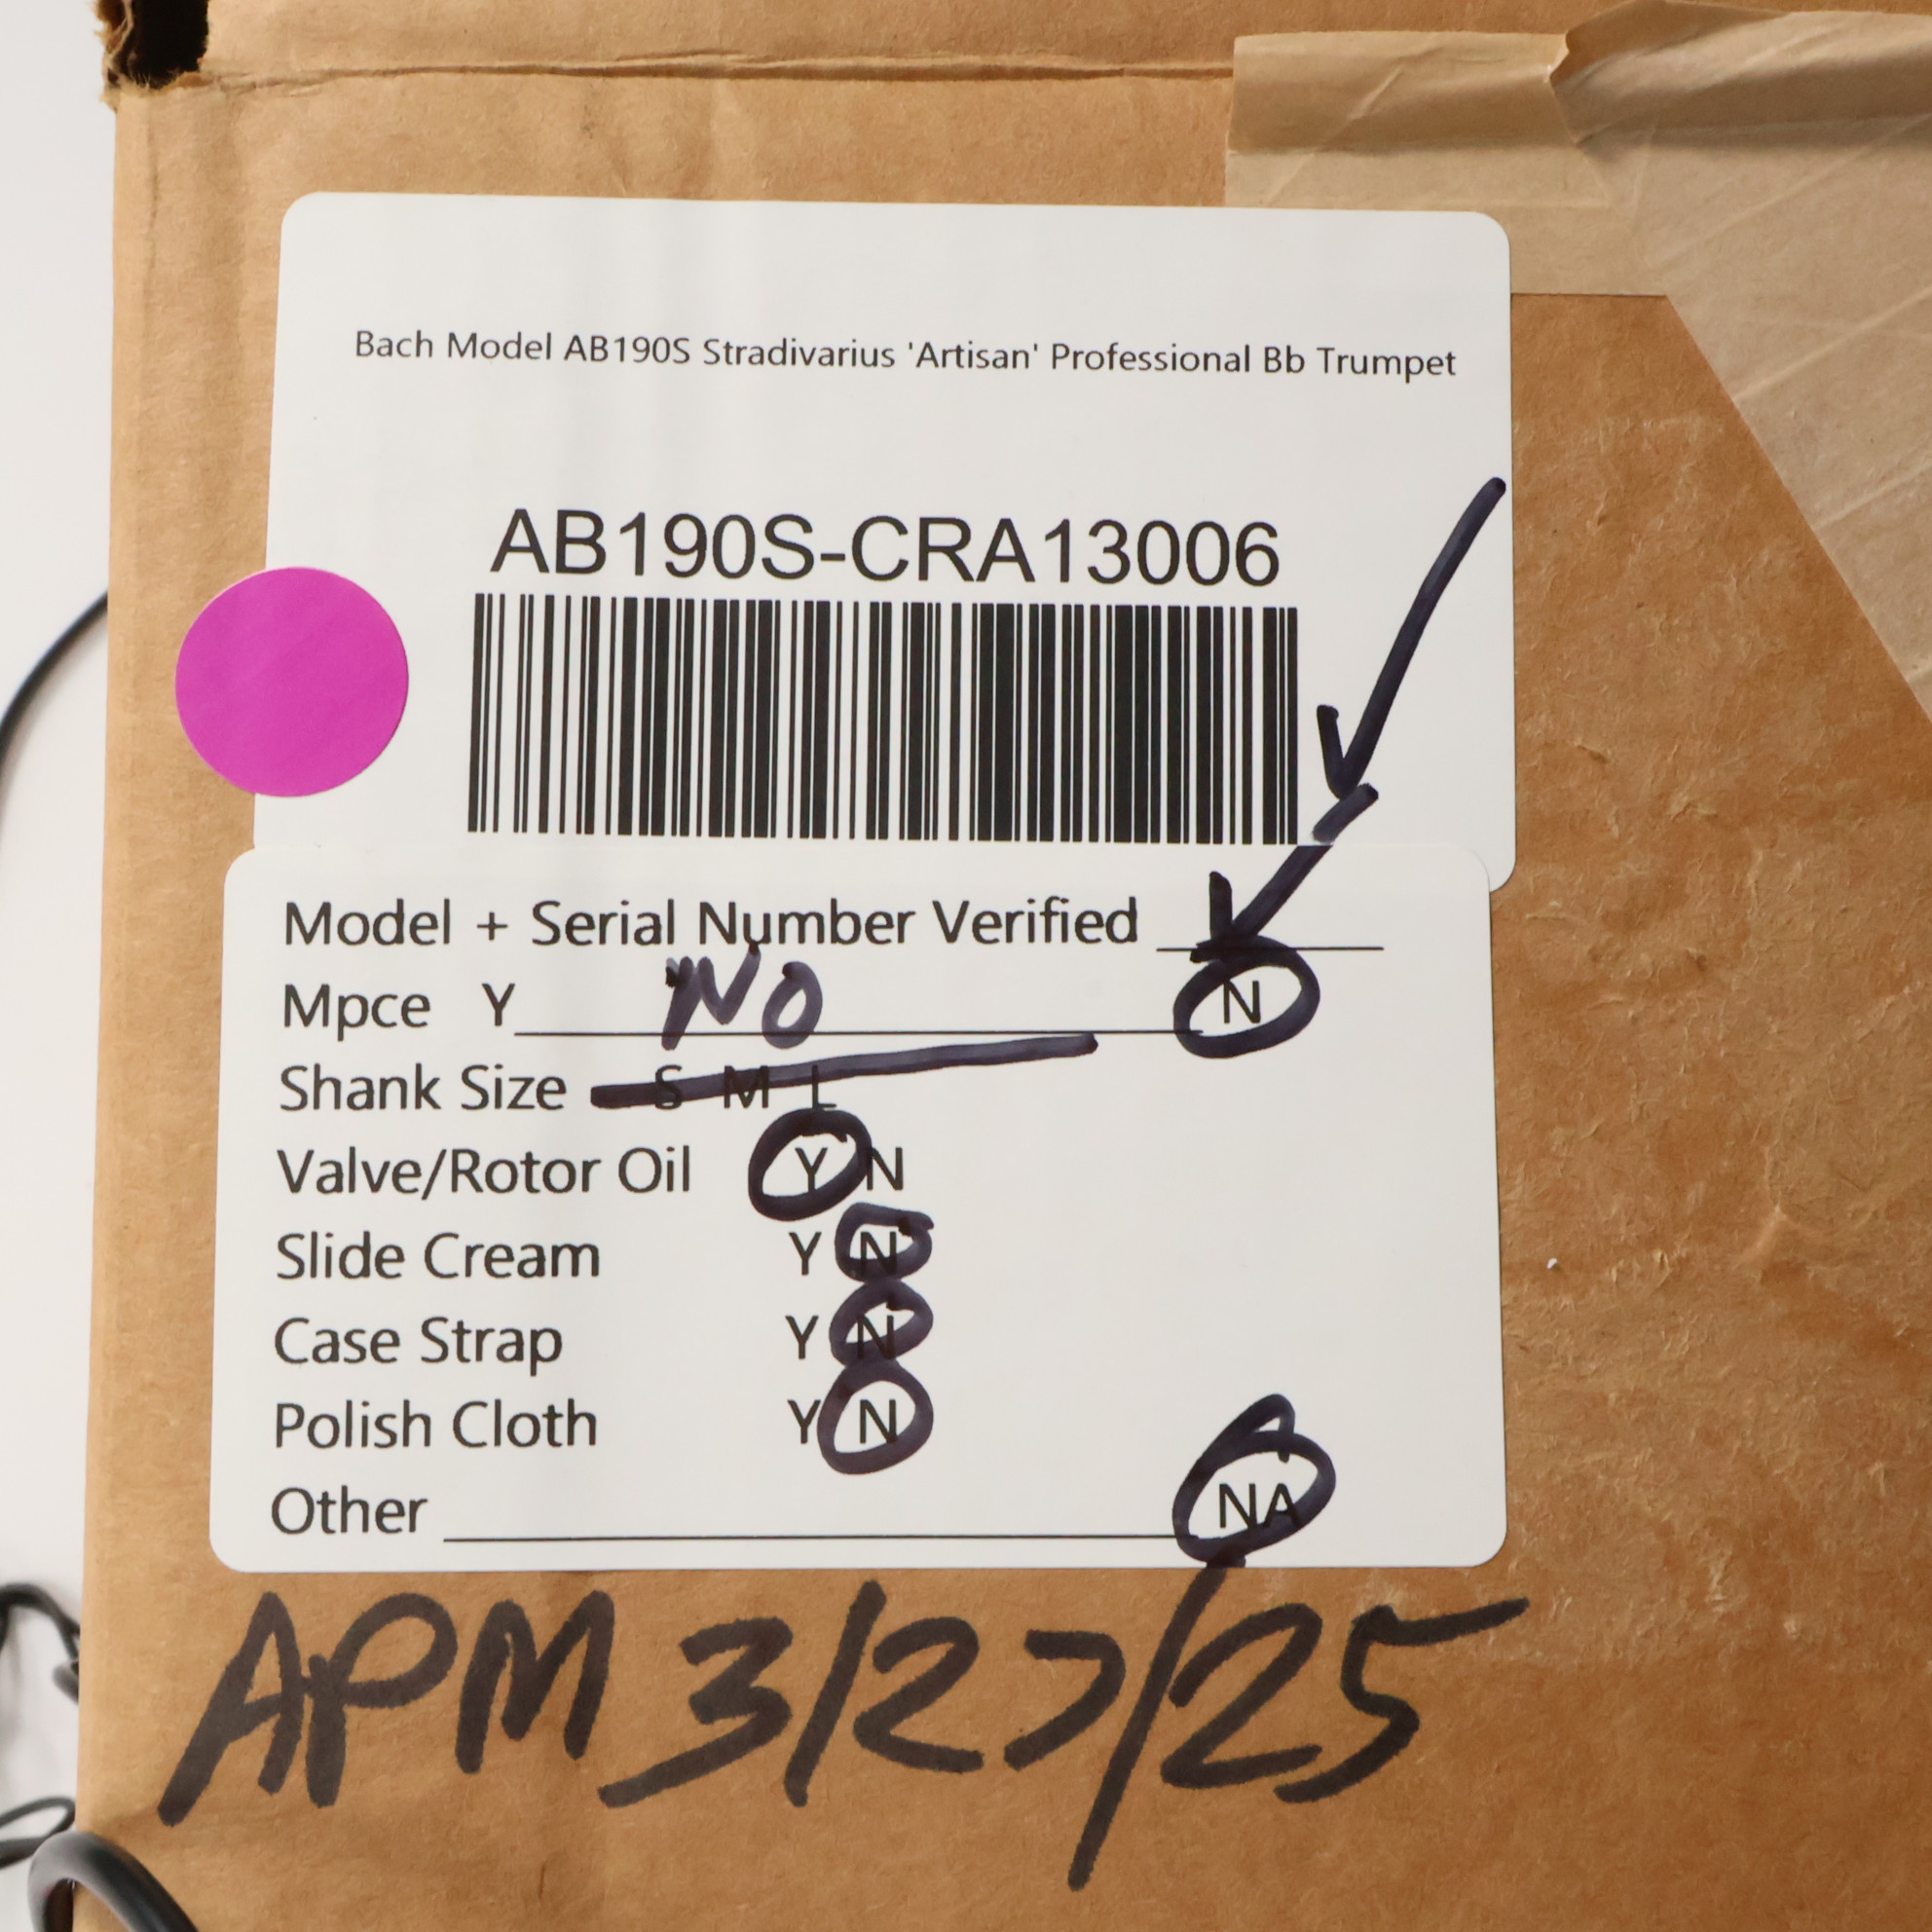 Bach Model AB190S Stradivarius 'Artisan' Professional Bb Trumpet
AB190S-CRA13006
Model + Serial Number Verified
Mpce Y NO N
Shank Size S M L
Valve/Rotor Oil Y N
Slide Cream Y N
Case Strap Y N
Polish Cloth Y N
Other NA
APM 3/27/25